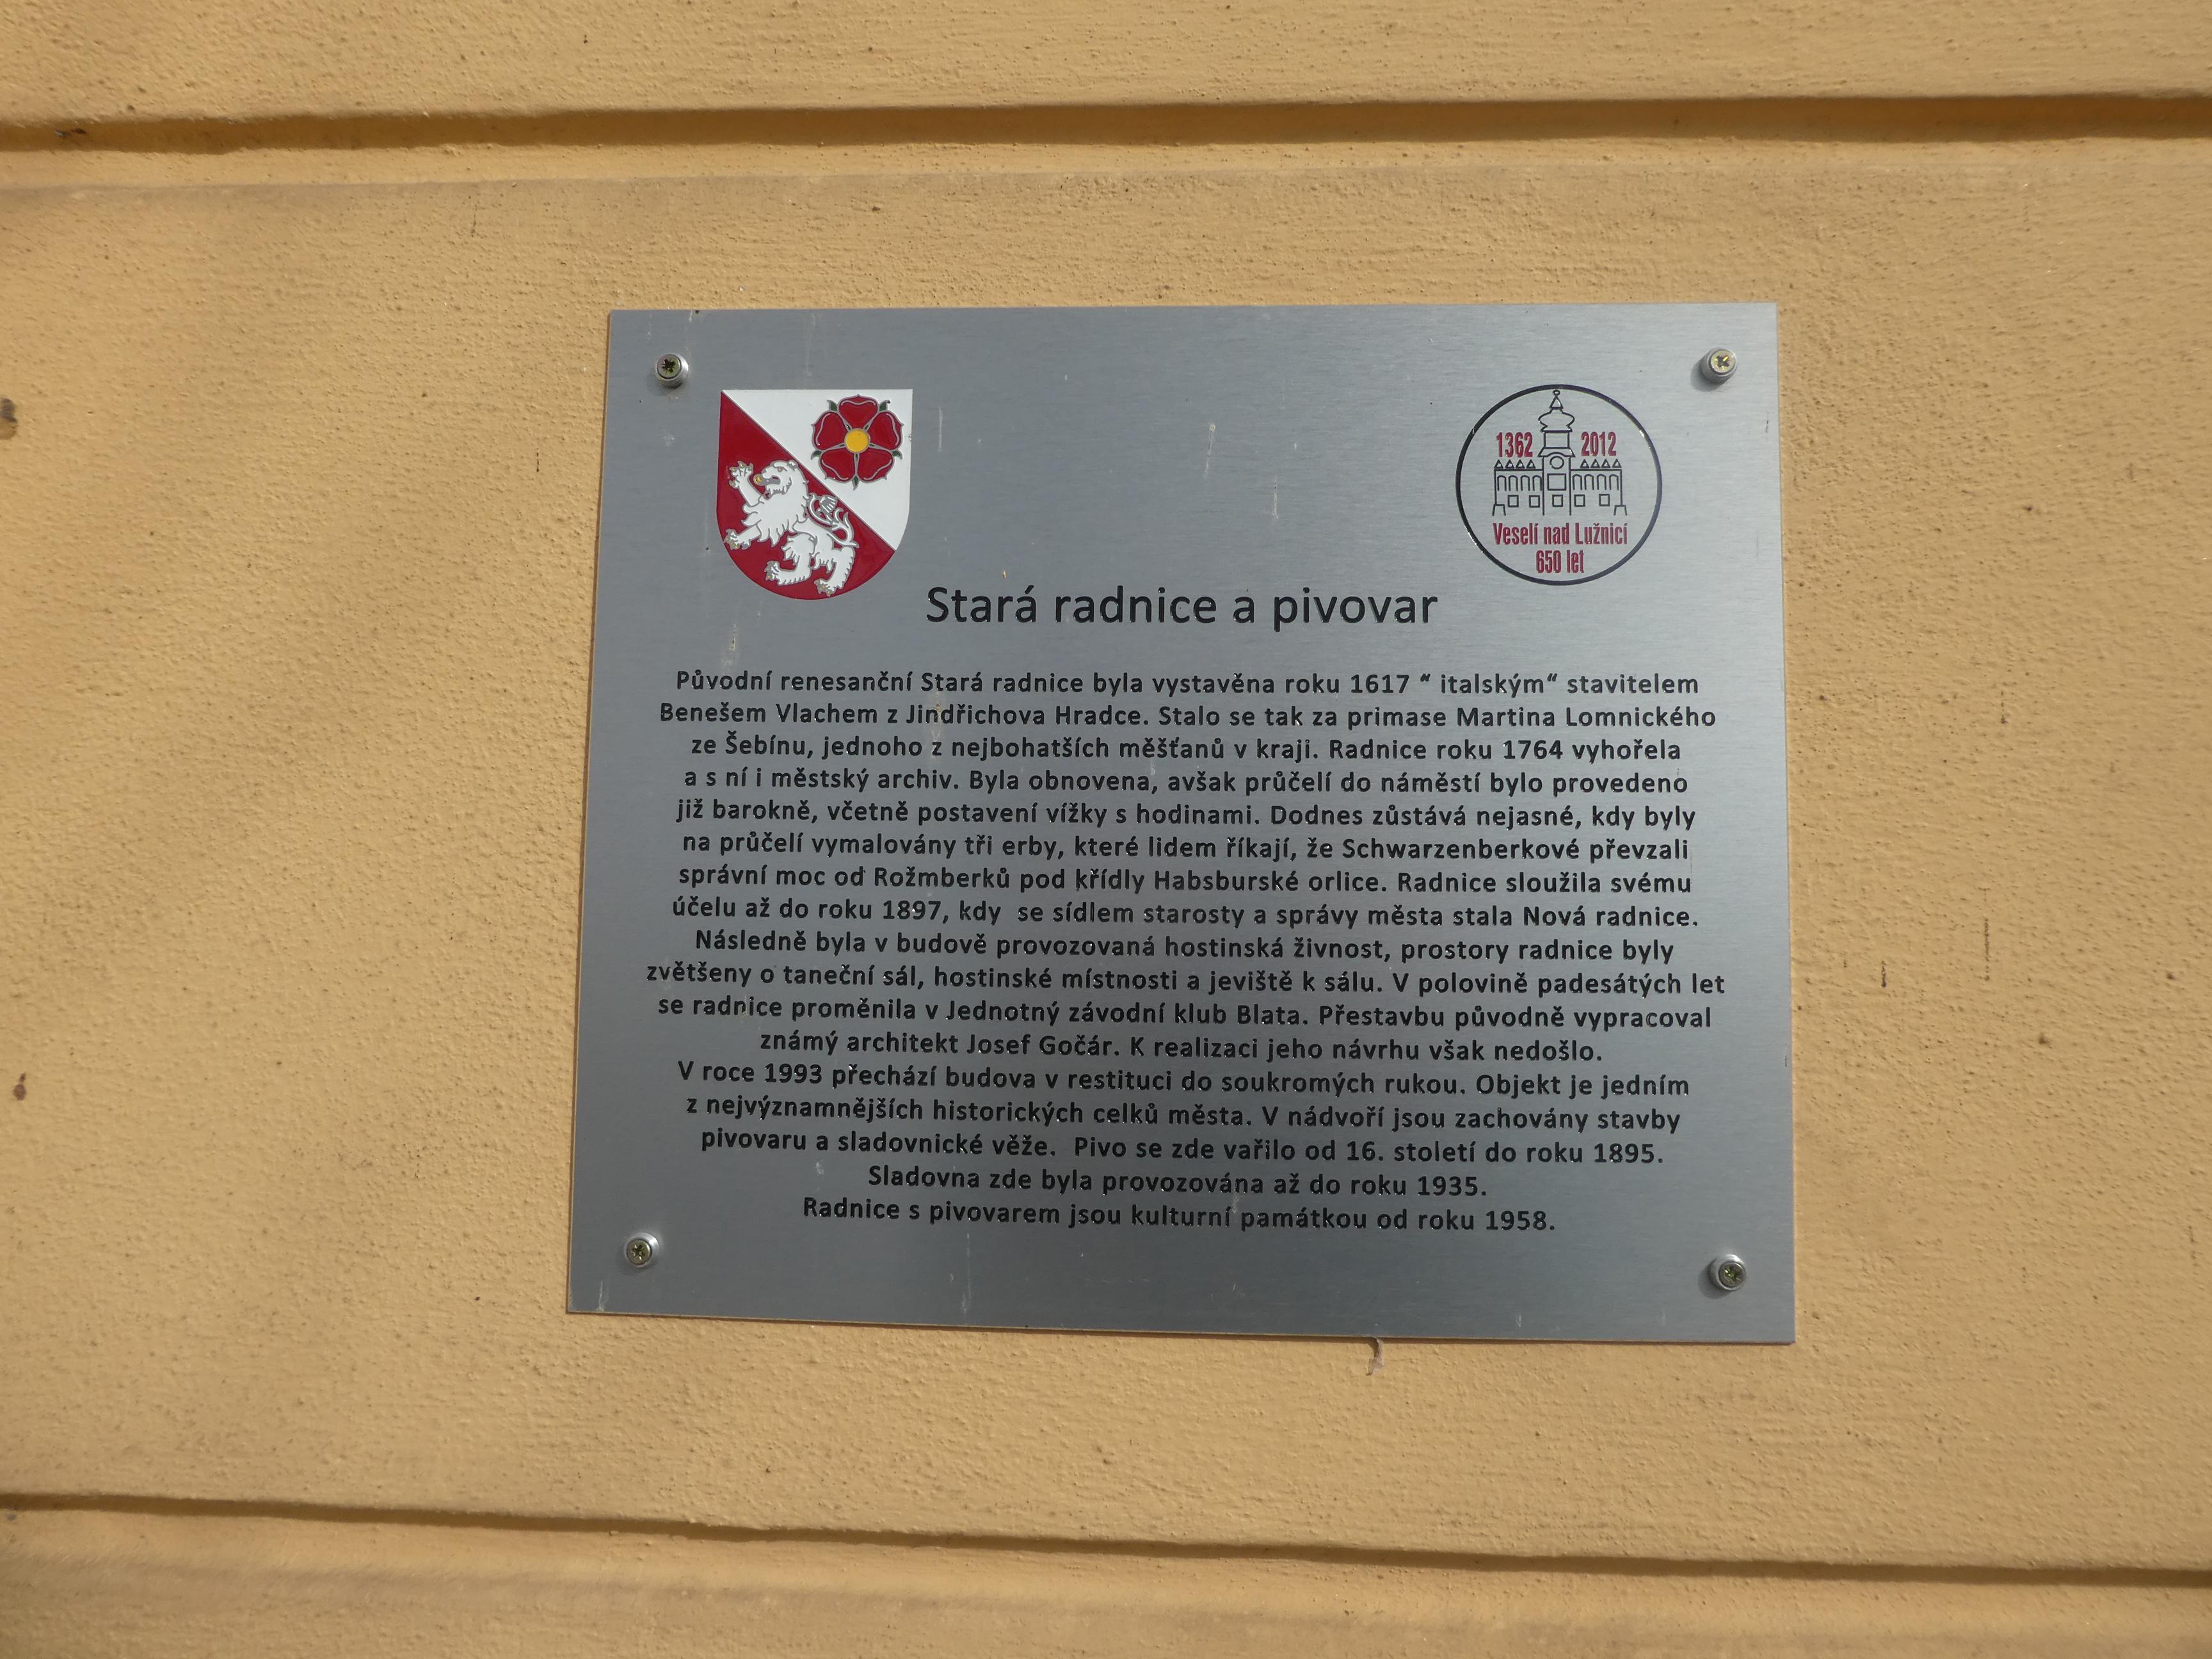 1362 2012
Veselí nad Lužnicí
650 let
Stará radnice a pivovar
Původní renesanční Stará radnice byla vystavěna roku 1617 “ italským“ stavitelem
Benešem Vlachem z Jindřichova Hradce. Stalo se tak za primase Martina Lomnického
ze Šebínu, jednoho z nejbohatších měšťanů v kraji. Radnice roku 1764 vyhořela
a s ní i městský archiv. Byla obnovena, avšak průčelí do náměstí bylo provedeno
již barokně, včetně postavení vížky s hodinami. Dodnes zůstává nejasné, kdy byly
na průčelí vymalovány tři erby, které lidem říkají, že Schwarzenberkové převzali
správní moc od Rožmberků pod křídly Habsburské orlice. Radnice sloužila svému
účelu až do roku 1897, kdy  se sídlem starosty a správy města stala Nová radnice.
Následně byla v budově provozovaná hostinská živnost, prostory radnice byly
zvětšeny o taneční sál, hostinské místnosti a jeviště k sálu. V polovině padesátých let
se radnice proměnila v Jednotný závodní klub Blata. Přestavbu původně vypracoval
známý architekt Josef Gočár. K realizaci jeho návrhu však nedošlo.
V roce 1993 přechází budova v restituci do soukromých rukou. Objekt je jedním
z nejvýznamnějších historických celků města. V nádvoří jsou zachovány stavby
pivovaru a sladovnické věže.  Pivo se zde vařilo od 16. století do roku 1895.
Sladovna zde byla provozována až do roku 1935.
Radnice s pivovarem jsou kulturní památkou od roku 1958.